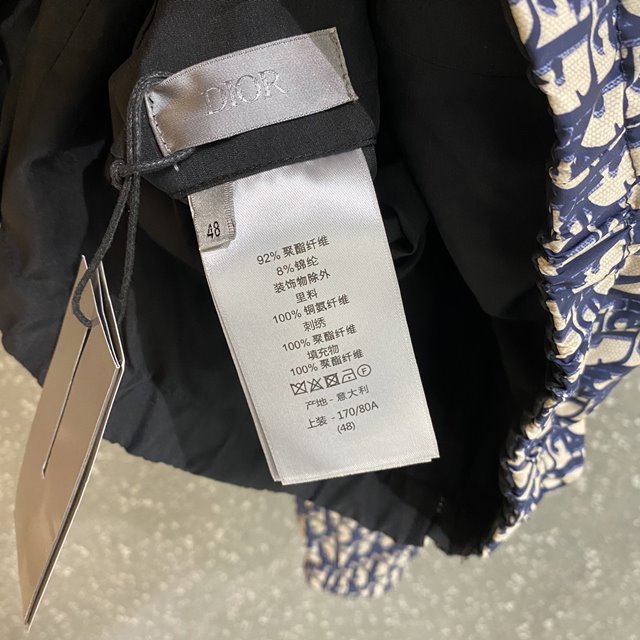 DIOR
48
92% 聚酯纤维
8%锦纶
装饰物除外
里料
100% 铜氨纤维
刺绣
100% 聚酯纤维
填充物
100% 聚酯纤维
产地 - 意大利
上装 - 170/80A
(48)